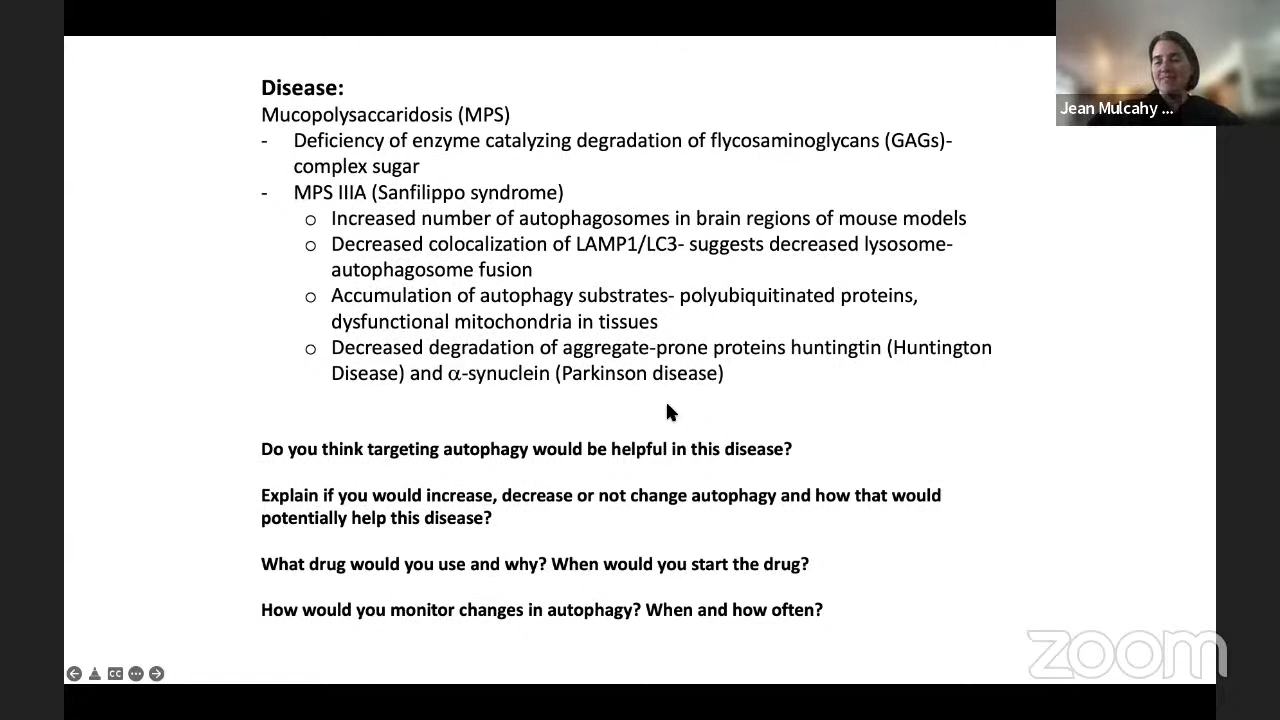 Disease:
Mucopolysaccaridosis (MPS)
- Deficiency of enzyme catalyzing degradation of flycosaminoglycans (GAGs)-
complex sugar
- MPS IIIA (Sanfilippo syndrome)
o Increased number of autophagosomes in brain regions of mouse models
o Decreased colocalization of LAMP1/LC3- suggests decreased lysosome-
autophagosome fusion
o Accumulation of autophagy substrates- polyubiquitinated proteins,
dysfunctional mitochondria in tissues
o Decreased degradation of aggregate-prone proteins huntingtin (Huntington
Disease) and α-synuclein (Parkinson disease)
Do you think targeting autophagy would be helpful in this disease?
Explain if you would increase, decrease or not change autophagy and how that would
potentially help this disease?
What drug would you use and why? When would you start the drug?
How would you monitor changes in autophagy? When and how often?
Jean Mulcahy ...
CC
zoom